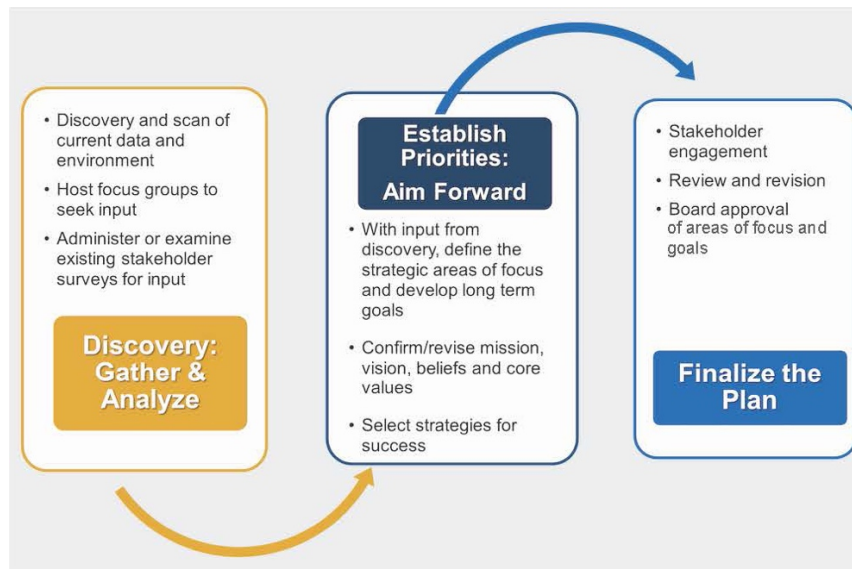 • Discovery and scan of
current data and
environment
• Host focus groups to
seek input
• Administer or examine
existing stakeholder
surveys for input
Discovery:
Gather &
Analyze
Establish
Priorities:
Aim Forward
• With input from
discovery, define the
strategic areas of focus
and develop long term
goals
• Confirm/revise mission,
vision, beliefs and core
values
• Select strategies for
success
• Stakeholder
engagement
• Review and revision
• Board approval
of areas of focus and
goals
Finalize the
Plan